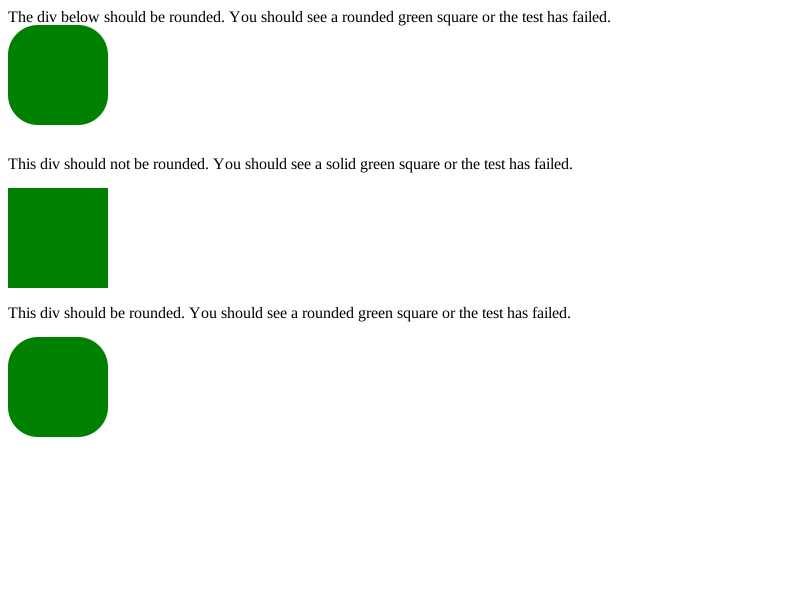 The div below should be rounded. You should see a rounded green square or the test has failed.
This div should not be rounded. You should see a solid green square or the test has failed.
This div should be rounded. You should see a rounded green square or the test has failed.